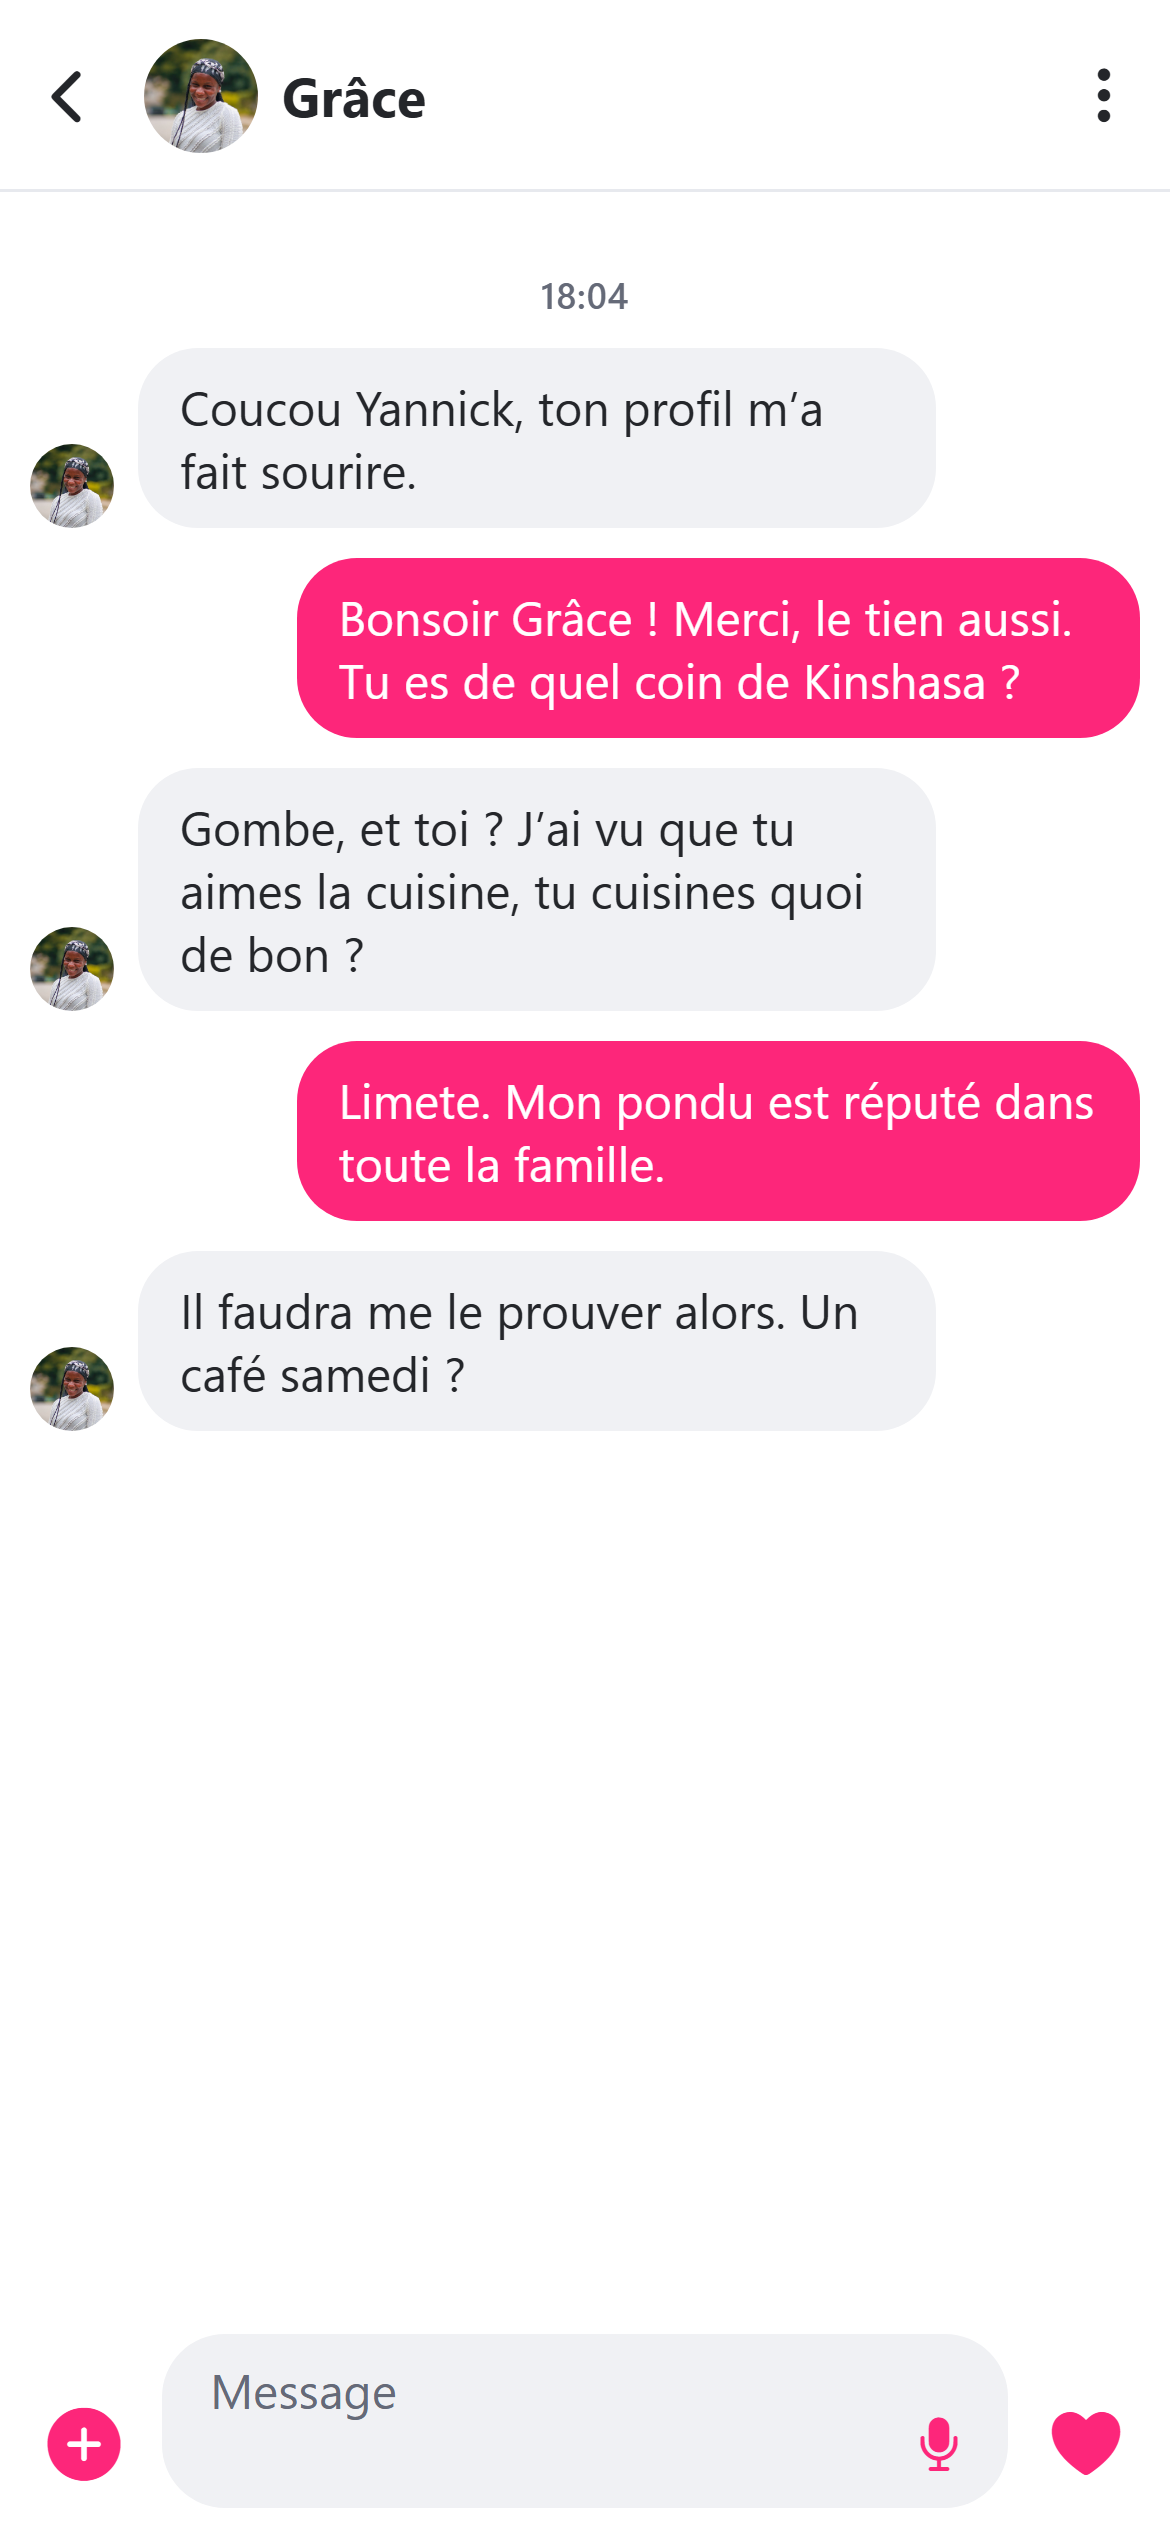 Grâce
18:04
Coucou Yannick, ton profil m’a
fait sourire.
Bonsoir Grâce ! Merci, le tien aussi.
Tu es de quel coin de Kinshasa ?
Gombe, et toi ? J’ai vu que tu
aimes la cuisine, tu cuisines quoi
de bon ?
Limete. Mon pondu est réputé dans
toute la famille.
Il faudra me le prouver alors. Un
café samedi ?
Message